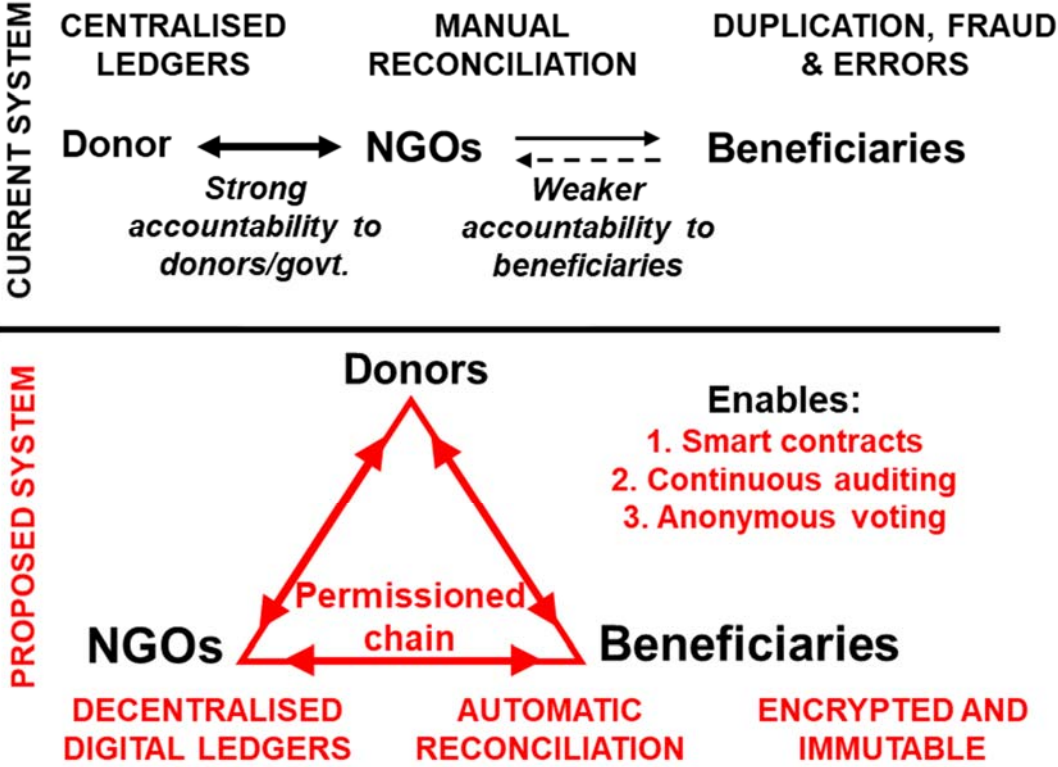 CURRENT SYSTEM
CENTRALISED
LEDGERS
MANUAL
RECONCILIATION
DUPLICATION, FRAUD
& ERRORS
Donor
NGOs
Beneficiaries
Strong
accountability to
donors/govt.
Weaker
accountability to
beneficiaries
PROPOSED SYSTEM
Donors
Enables:
1. Smart contracts
2. Continuous auditing
3. Anonymous voting
Permissioned
chain
NGOs
Beneficiaries
DECENTRALISED
DIGITAL LEDGERS
AUTOMATIC
RECONCILIATION
ENCRYPTED AND
IMMUTABLE